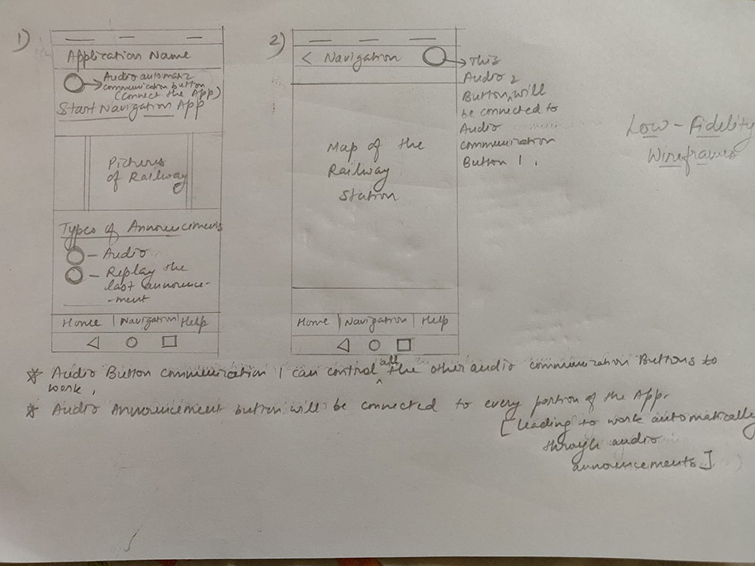 1)
Application Name
Audio automatic
communication button
(Connect the App)
Start Navigation App
Pictures
of Railway
Types of Announcements
- Audio
- Replay the
last announce-
-ment
Home | Navigation | Help
2)
< Navigation
This
Audio 2
Button, will
be connected to
Audio
communication
Button 1,
Map of the
Railway
Station
Home | Navigation | Help
Low-Fidelity
Wireframes
* Audio Button communication 1 can control all the other audio communication Buttons to
work,
* Audio Announcement button will be connected to every portion of the App.
[leading to work automatically
through audio
announcements]